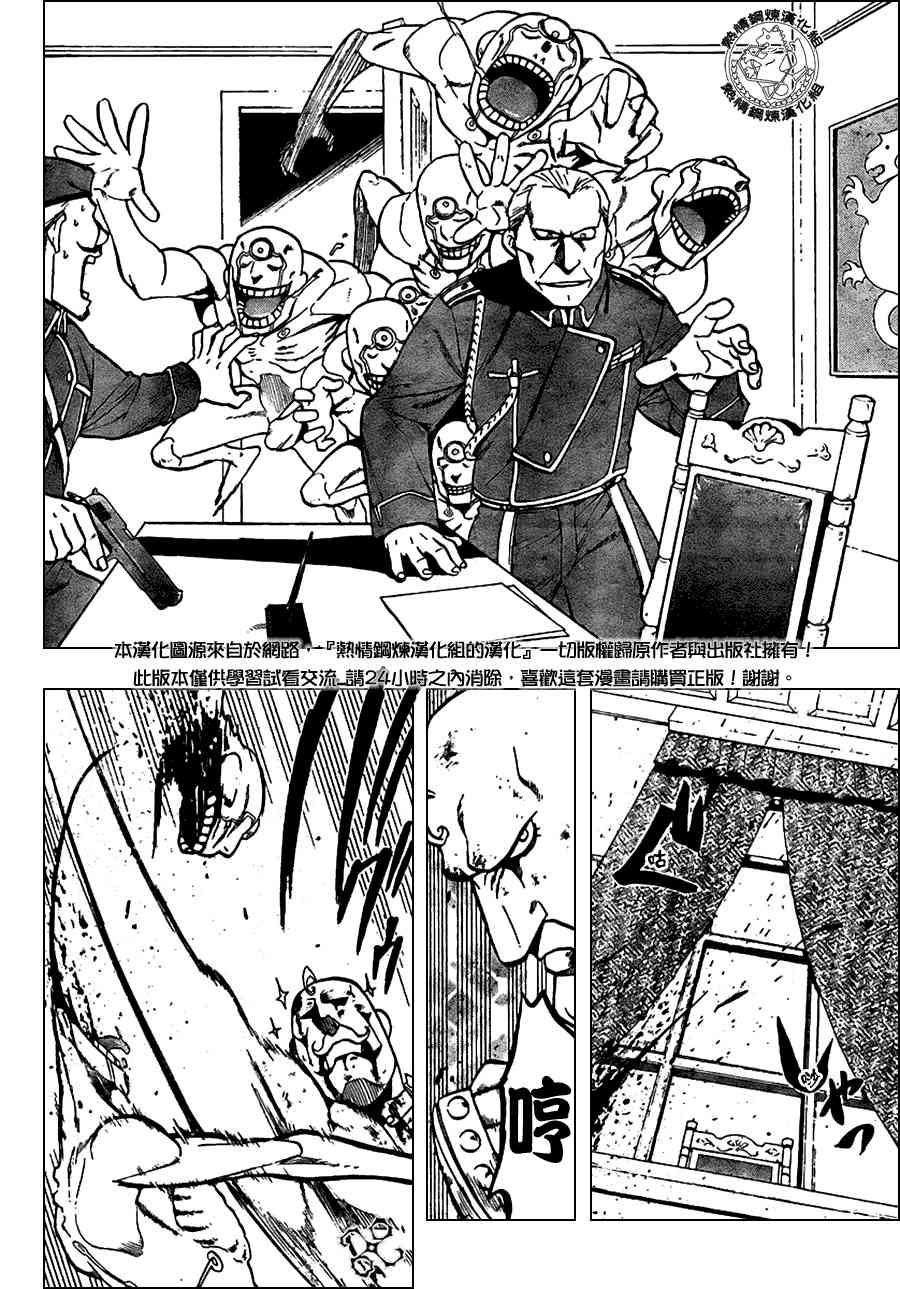 熱情鋼煉漢化組
熱情鋼煉漢化組
本漢化圖源來自於網路，『熱情鋼煉漢化組的漢化』一切版權歸原作者與出版社擁有！
此版本僅供學習試看交流 請24小時之內消除，喜歡這套漫畫請購買正版！謝謝。
咕
哼